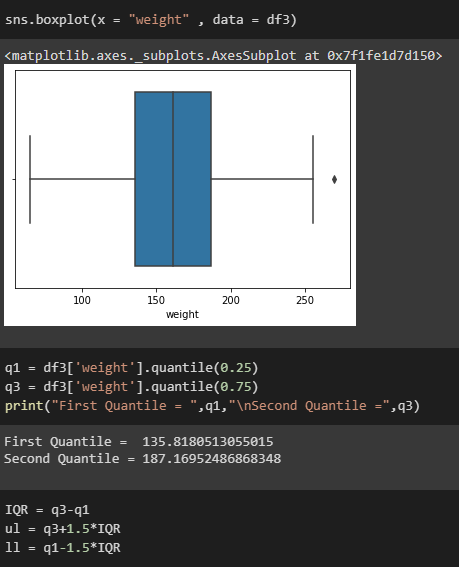 sns.boxplot(x = "weight" , data = df3)
<matplotlib.axes._subplots.AxesSubplot at 0x7f1fe1d7d150>
100 150 200 250
weight
q1 = df3['weight'].quantile(0.25)
q3 = df3['weight'].quantile(0.75)
print("First Quantile = ",q1,"\nSecond Quantile =",q3)
First Quantile =  135.8180513055015
Second Quantile = 187.16952486868348
IQR = q3-q1
ul = q3+1.5*IQR
ll = q1-1.5*IQR